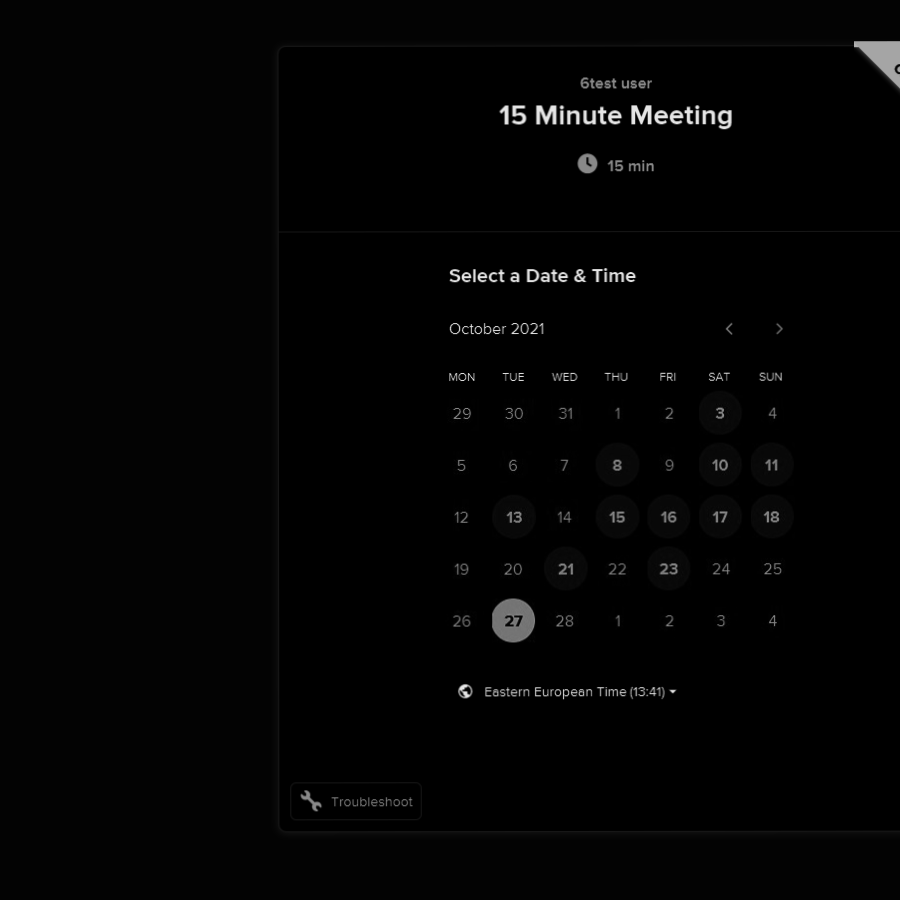 6test user
15 Minute Meeting
15 min
Select a Date & Time
October 2021
MON TUE WED THU FRI SAT SUN
29 30 31 1 2 3 4
5 6 7 8 9 10 11
12 13 14 15 16 17 18
19 20 21 22 23 24 25
26 27 28 1 2 3 4
Eastern European Time (13:41)
Troubleshoot